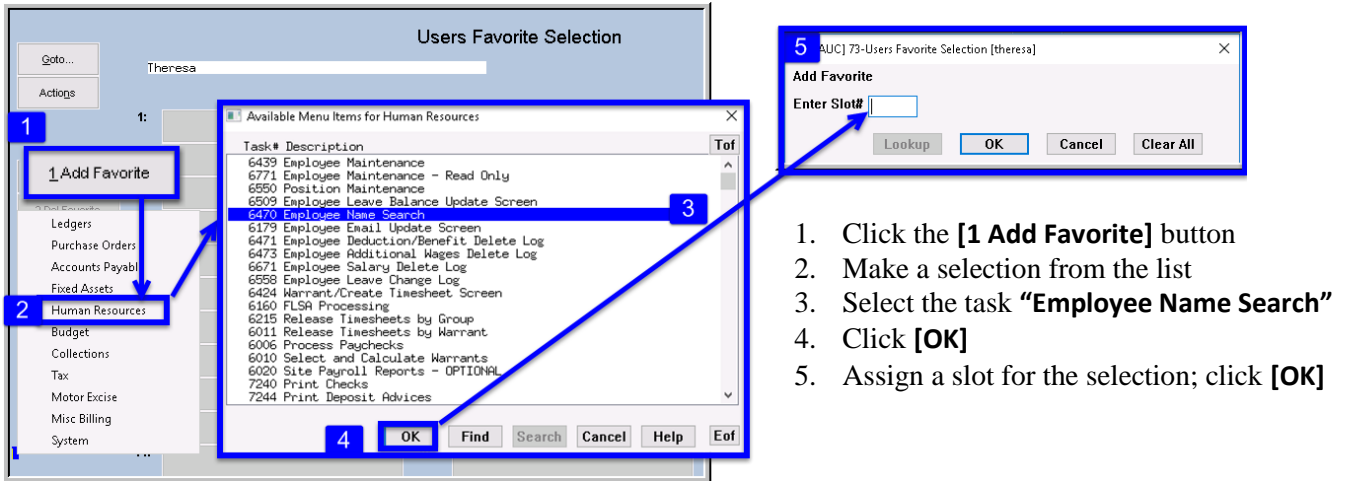 Users Favorite Selection
Goto...
Theresa
Actions
1:
1
1 Add Favorite
2 Del Favorite
Ledgers
Purchase Orders
Accounts Payabl
Fixed Assets
2
Human Resources
Budget
Collections
Tax
Motor Excise
Misc Billing
System
Available Menu Items for Human Resources
Task# Description
Tof
6439 Employee Maintenance
6771 Employee Maintenance - Read Only
6550 Position Maintenance
6509 Employee Leave Balance Update Screen
6470 Employee Name Search
3
6179 Employee Email Update Screen
6471 Employee Deduction/Benefit Delete Log
6473 Employee Additional Wages Delete Log
6671 Employee Salary Delete Log
6558 Employee Leave Change Log
6424 Warrant/Create Timesheet Screen
6160 FLSA Processing
6215 Release Timesheets by Group
6011 Release Timesheets by Warrant
6006 Process Paychecks
6010 Select and Calculate Warrants
6020 Site Payroll Reports - OPTIONAL
7240 Print Checks
7244 Print Deposit Advices
4
OK Find Search Cancel Help Eof
5
AUC] 73-Users Favorite Selection [theresa]
Add Favorite
Enter Slot#
Lookup OK Cancel Clear All
1. Click the [1 Add Favorite] button
2. Make a selection from the list
3. Select the task “Employee Name Search”
4. Click [OK]
5. Assign a slot for the selection; click [OK]